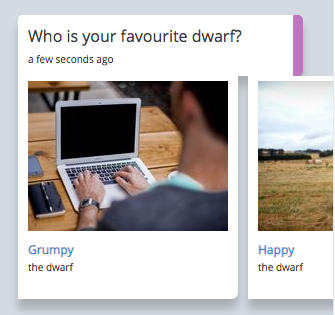 Who is your favourite dwarf?
a few seconds ago
Grumpy
the dwarf
Happy
the dwarf